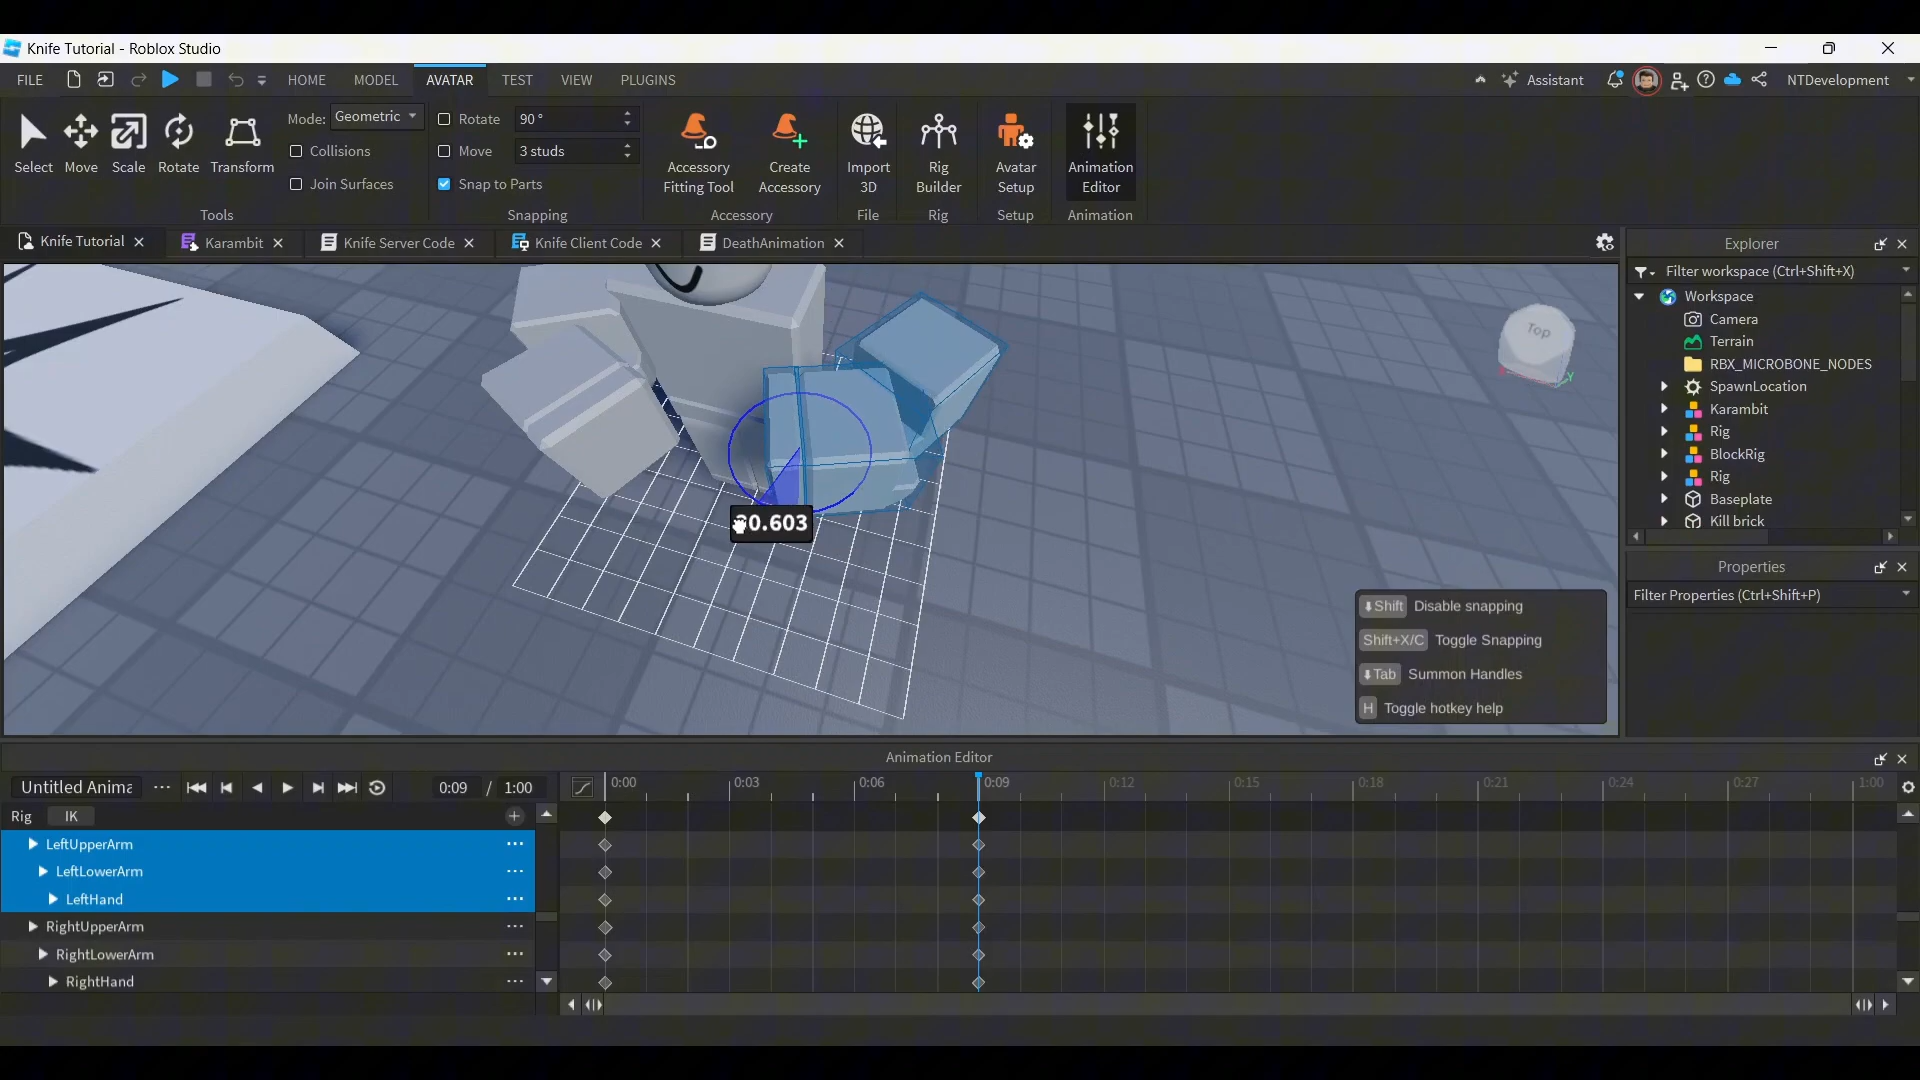 Knife Tutorial - Roblox Studio
FILE HOME MODEL AVATAR TEST VIEW PLUGINS Assistant NTDevelopment
Select Move Scale Rotate Transform
Mode: Geometric
Collisions
Join Surfaces
Tools
Rotate 90 °
Move 3 studs
Snap to Parts
Snapping
Accessory Fitting Tool
Create Accessory
Accessory
Import 3D
File
Rig Builder
Rig
Avatar Setup
Setup
Animation Editor
Animation
Knife Tutorial Karambit Knife Server Code Knife Client Code DeathAnimation
Top
0.603
Shift Disable snapping
Shift+X/C Toggle Snapping
Tab Summon Handles
H Toggle hotkey help
Explorer
Filter workspace (Ctrl+Shift+X)
Workspace
Camera
Terrain
RBX_MICROBONE_NODES
SpawnLocation
Karambit
Rig
BlockRig
Rig
Baseplate
Kill brick
Properties
Filter Properties (Ctrl+Shift+P)
Animation Editor
Untitled Anima ··· 0:09 / 1:00
0:00 0:03 0:06 0:09 0:12 0:15 0:18 0:21 0:24 0:27 1:00
Rig IK
LeftUpperArm
LeftLowerArm
LeftHand
RightUpperArm
RightLowerArm
RightHand